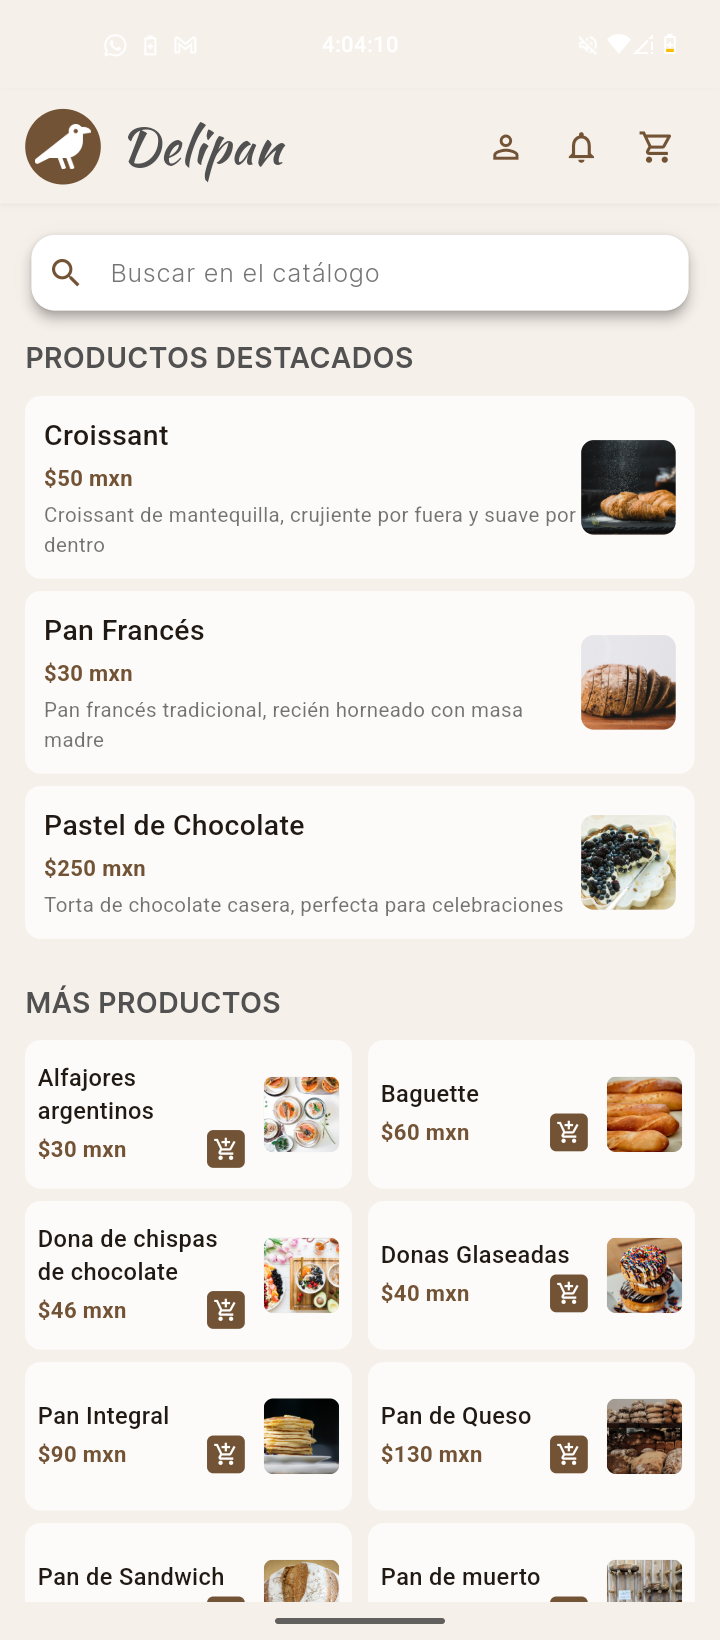 4:04:10
Delipan
Buscar en el catálogo
PRODUCTOS DESTACADOS
Croissant
$50 mxn
Croissant de mantequilla, crujiente por fuera y suave por
dentro
Pan Francés
$30 mxn
Pan francés tradicional, recién horneado con masa
madre
Pastel de Chocolate
$250 mxn
Torta de chocolate casera, perfecta para celebraciones
MÁS PRODUCTOS
Alfajores
argentinos
$30 mxn
Baguette
$60 mxn
Dona de chispas
de chocolate
$46 mxn
Donas Glaseadas
$40 mxn
Pan Integral
$90 mxn
Pan de Queso
$130 mxn
Pan de Sandwich
Pan de muerto